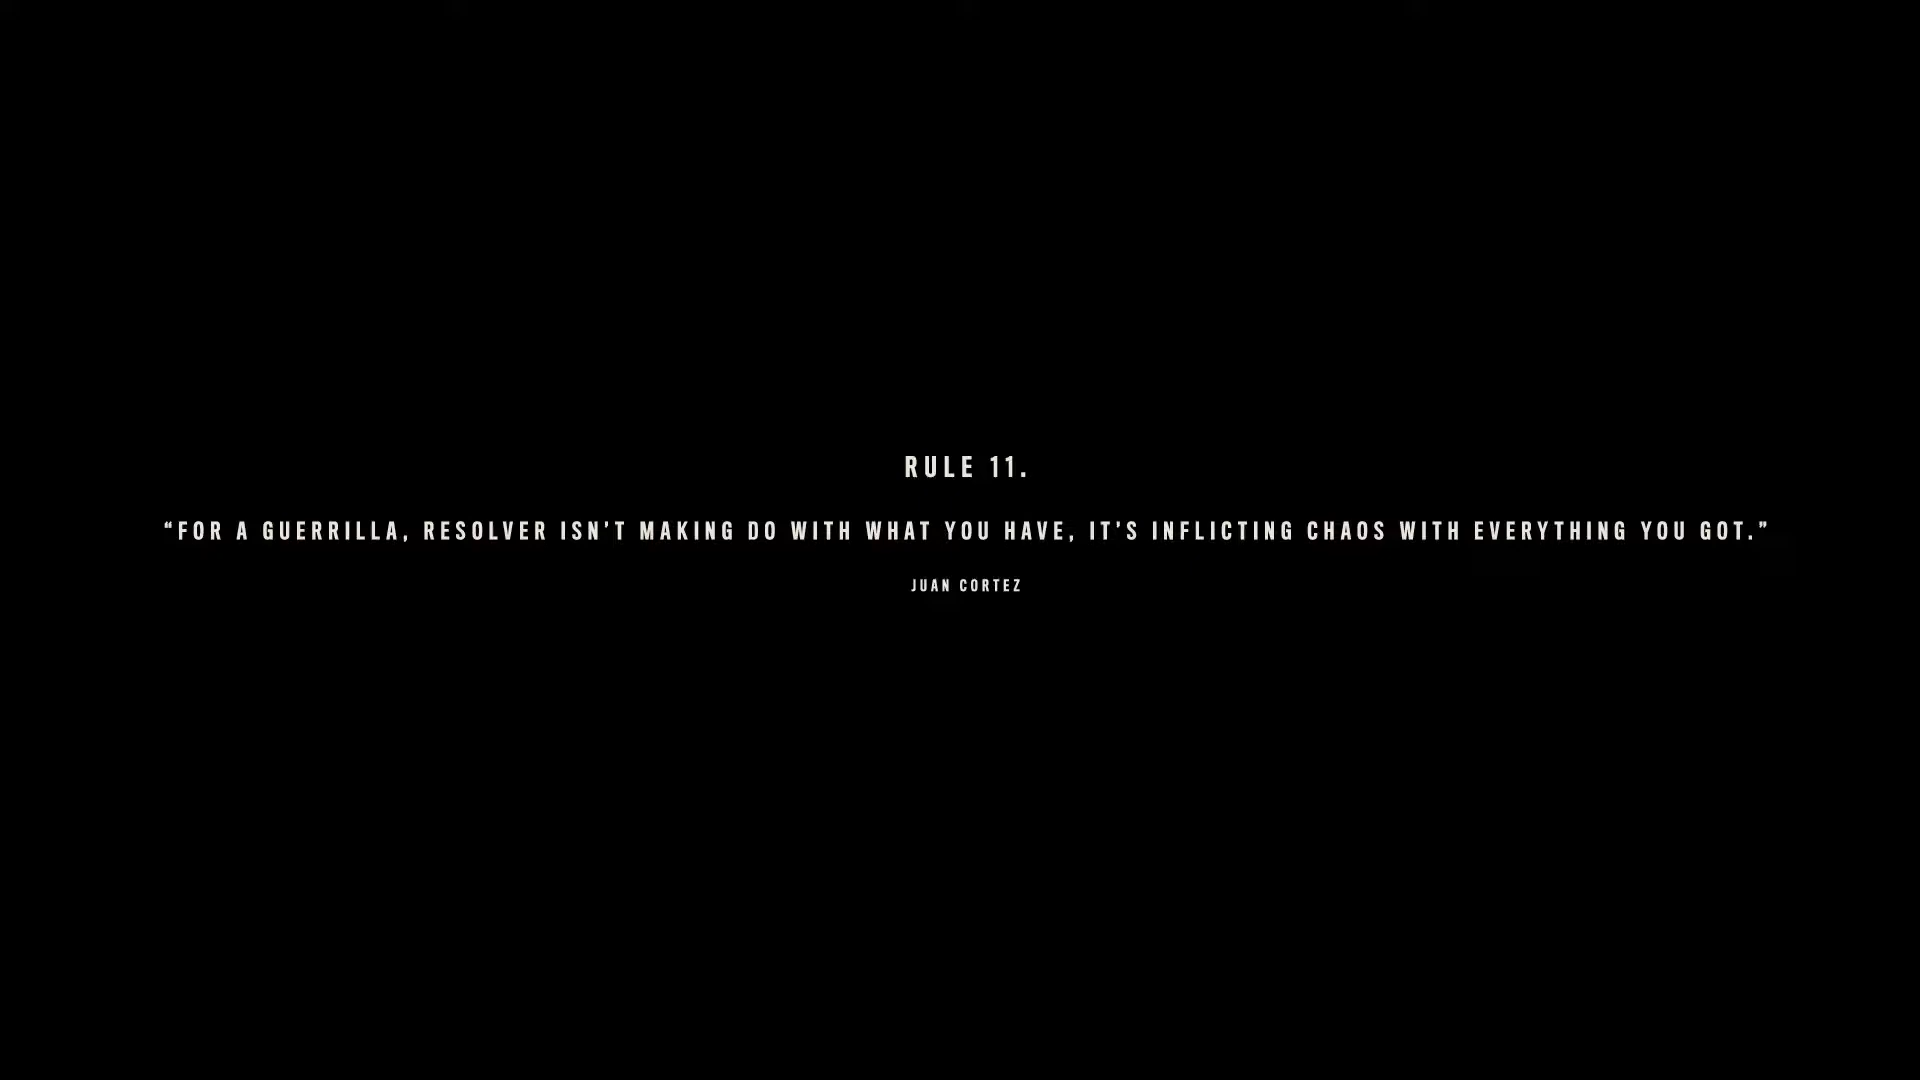 RULE 11.
“FOR A GUERRILLA, RESOLVER ISN’T MAKING DO WITH WHAT YOU HAVE, IT’S INFLICTING CHAOS WITH EVERYTHING YOU GOT.”
JUAN CORTEZ